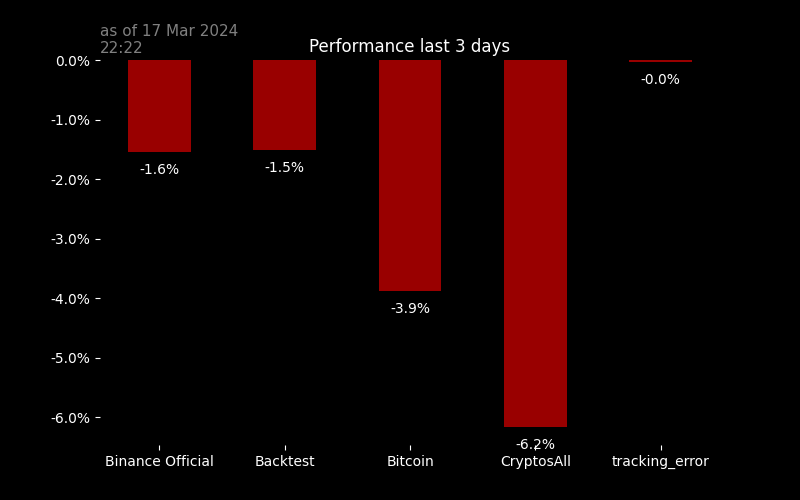 as of 17 Mar 2024
22:22
Performance last 3 days
0.0%
-1.0%
-2.0%
-3.0%
-4.0%
-5.0%
-6.0%
-1.6%
-1.5%
-3.9%
-6.2%
-0.0%
Binance Official
Backtest
Bitcoin
CryptosAll
tracking_error